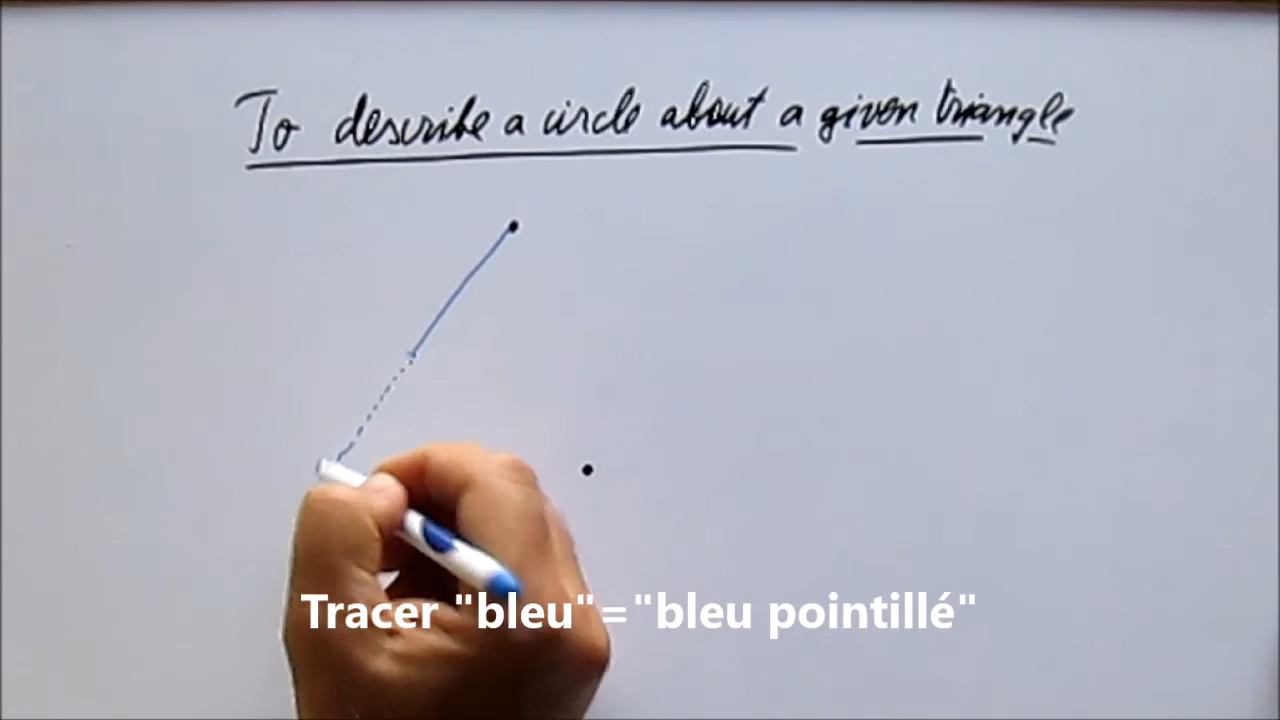 To describe a circle about a given triangle
Tracer "bleu"="bleu pointillé"